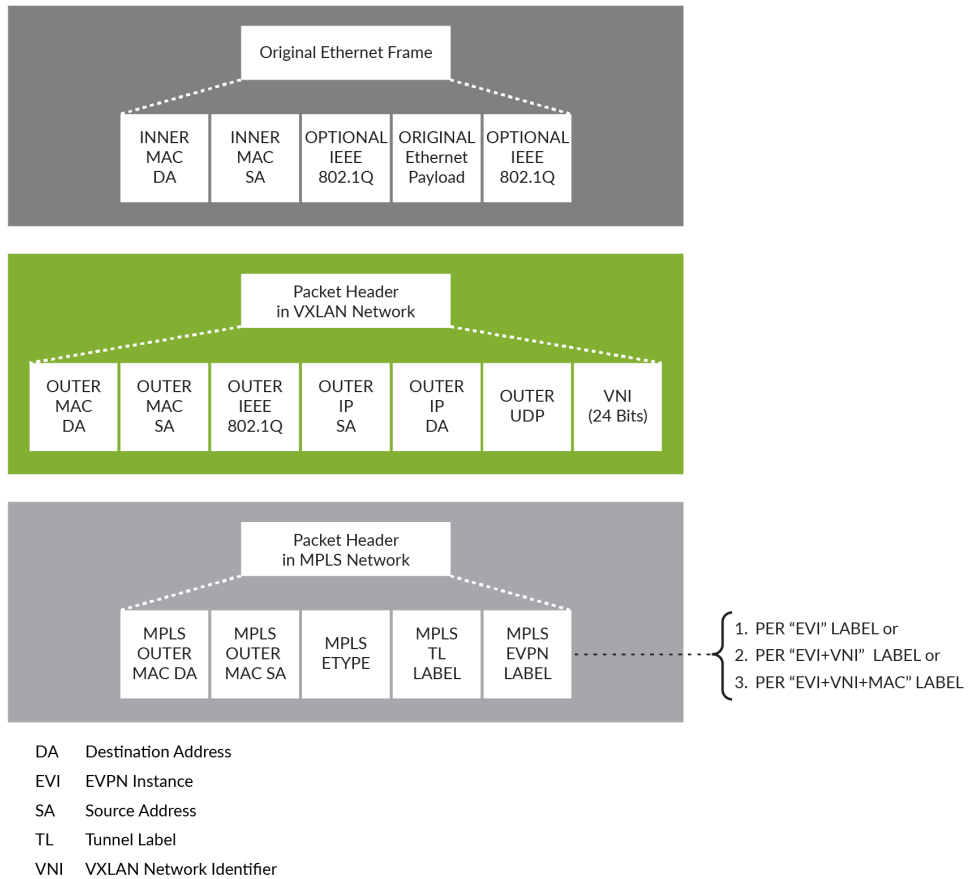 Original Ethernet Frame
INNER
MAC
DA
INNER
MAC
SA
OPTIONAL
IEEE
802.1Q
ORIGINAL
Ethernet
Payload
OPTIONAL
IEEE
802.1Q
Packet Header
in VXLAN Network
OUTER
MAC
DA
OUTER
MAC
SA
OUTER
IEEE
802.1Q
OUTER
IP
SA
OUTER
IP
DA
OUTER
UDP
VNI
(24 Bits)
Packet Header
in MPLS Network
MPLS
OUTER
MAC DA
MPLS
OUTER
MAC SA
MPLS
ETYPE
MPLS
TL
LABEL
MPLS
EVPN
LABEL
1. PER “EVI” LABEL or
2. PER “EVI+VNI” LABEL or
3. PER “EVI+VNI+MAC” LABEL
DA Destination Address
EVI EVPN Instance
SA Source Address
TL Tunnel Label
VNI VXLAN Network Identifier